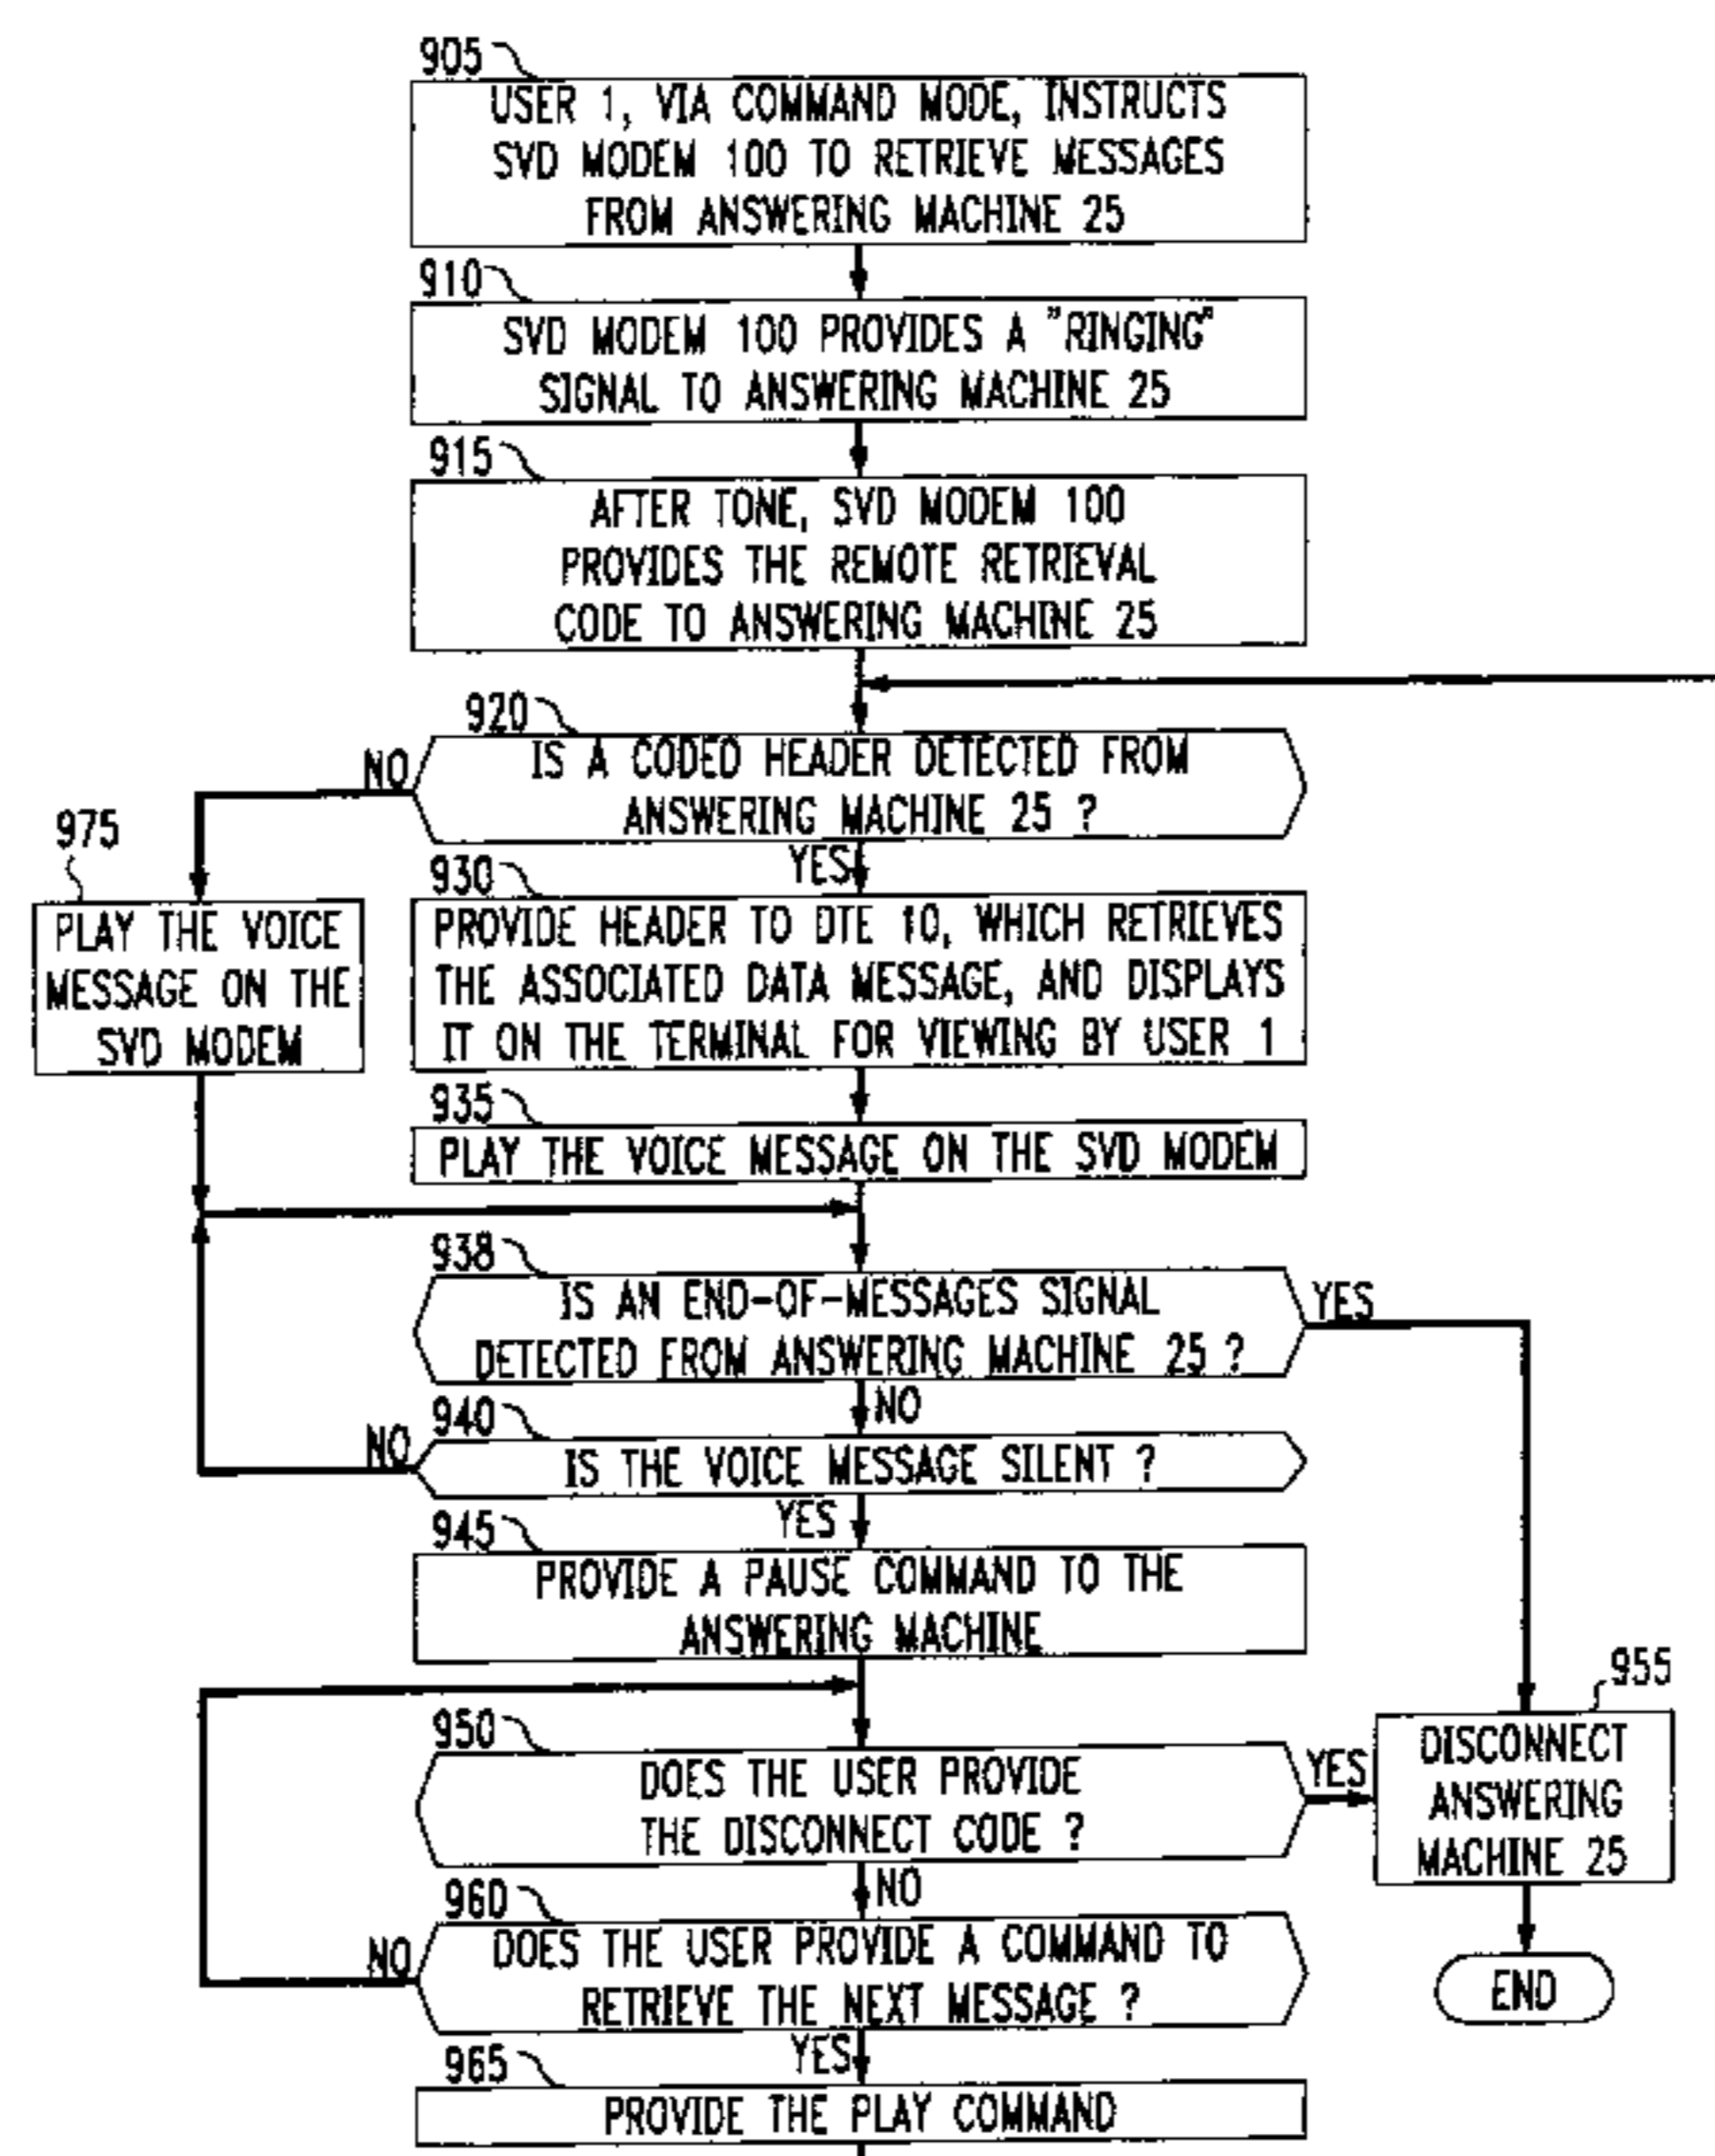 905
USER 1, VIA COMMAND MODE, INSTRUCTS
SVD MODEM 100 TO RETRIEVE MESSAGES
FROM ANSWERING MACHINE 25
910
SVD MODEM 100 PROVIDES A "RINGING"
SIGNAL TO ANSWERING MACHINE 25
915
AFTER TONE, SVD MODEM 100
PROVIDES THE REMOTE RETRIEVAL
CODE TO ANSWERING MACHINE 25
920
IS A CODED HEADER DETECTED FROM
ANSWERING MACHINE 25 ?
NO
YES
975
PLAY THE VOICE
MESSAGE ON THE
SVD MODEM
930
PROVIDE HEADER TO DTE 10, WHICH RETRIEVES
THE ASSOCIATED DATA MESSAGE, AND DISPLAYS
IT ON THE TERMINAL FOR VIEWING BY USER 1
935
PLAY THE VOICE MESSAGE ON THE SVD MODEM
938
IS AN END-OF-MESSAGES SIGNAL
DETECTED FROM ANSWERING MACHINE 25 ?
YES
NO
940
IS THE VOICE MESSAGE SILENT ?
NO
YES
945
PROVIDE A PAUSE COMMAND TO THE
ANSWERING MACHINE
950
DOES THE USER PROVIDE
THE DISCONNECT CODE ?
YES
NO
955
DISCONNECT
ANSWERING
MACHINE 25
END
960
DOES THE USER PROVIDE A COMMAND TO
RETRIEVE THE NEXT MESSAGE ?
NO
YES
965
PROVIDE THE PLAY COMMAND